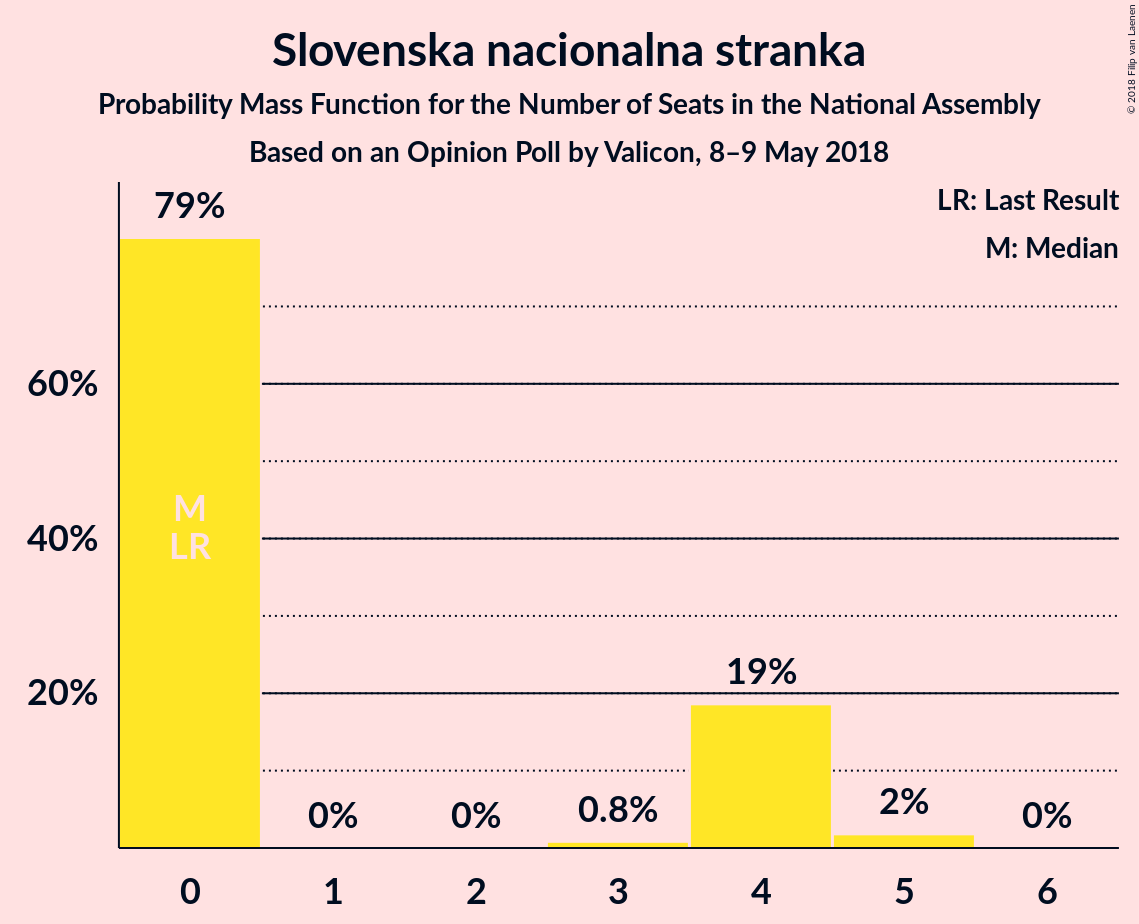 Slovenska nacionalna stranka
Probability Mass Function for the Number of Seats in the National Assembly
Based on an Opinion Poll by Valicon, 8–9 May 2018
© 2018 Filip van Laenen
LR: Last Result
M: Median
79%
60%
40%
20%
M
LR
0%
0%
0.8%
19%
2%
0%
0
1
2
3
4
5
6